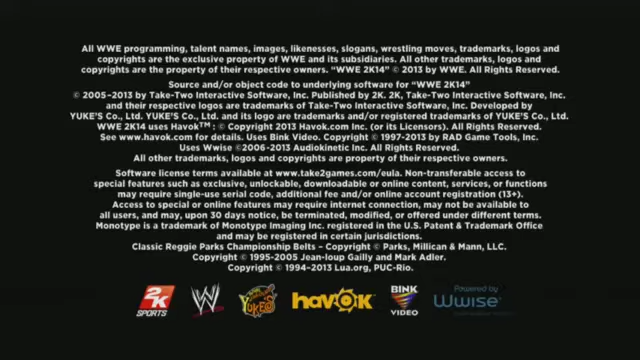 All WWE programming, talent names, images, likenesses, slogans, wrestling moves, trademarks, logos and
copyrights are the exclusive property of WWE and its subsidiaries. All other trademarks, logos and
copyrights are the property of their respective owners. “WWE 2K14” © 2013 by WWE. All Rights Reserved.
Source and/or object code to underlying software for “WWE 2K14”
© 2005-2013 by Take-Two Interactive Software, Inc. Published by 2K. 2K, Take-Two Interactive Software, Inc.
and their respective logos are trademarks of Take-Two Interactive Software, Inc. Developed by
YUKE'S Co., Ltd. YUKE'S Co., Ltd. and its logo are trademarks and/or registered trademarks of YUKE'S Co., Ltd.
WWE 2K14 uses Havok™ : © Copyright 2013 Havok.com Inc. (or its Licensors). All Rights Reserved.
See www.havok.com for details. Uses Bink Video. Copyright © 1997-2013 by RAD Game Tools, Inc.
Uses Wwise ©2006-2013 Audiokinetic Inc. All Rights Reserved.
All other trademarks, logos and copyrights are property of their respective owners.
Software license terms available at www.take2games.com/eula. Non-transferable access to
special features such as exclusive, unlockable, downloadable or online content, services, or functions
may require single-use serial code, additional fee and/or online account registration (13+).
Access to special or online features may require internet connection, may not be available to
all users, and may, upon 30 days notice, be terminated, modified, or offered under different terms.
Monotype is a trademark of Monotype Imaging Inc. registered in the U.S. Patent & Trademark Office
and may be registered in certain jurisdictions.
Classic Reggie Parks Championship Belts – Copyright © Parks, Millican & Mann, LLC.
Copyright © 1995-2005 Jean-loup Gailly and Mark Adler.
Copyright © 1994-2013 Lua.org, PUC-Rio.
2K SPORTS W YUKE'S havok BINK VIDEO Powered by Wwise